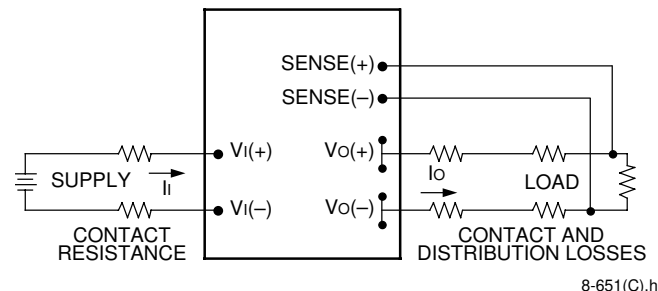 SENSE(+)
SENSE(–)
VI(+)
VO(+)
IO
SUPPLY
II
LOAD
VI(–)
VO(–)
CONTACT
RESISTANCE
CONTACT AND
DISTRIBUTION LOSSES
8-651(C).h